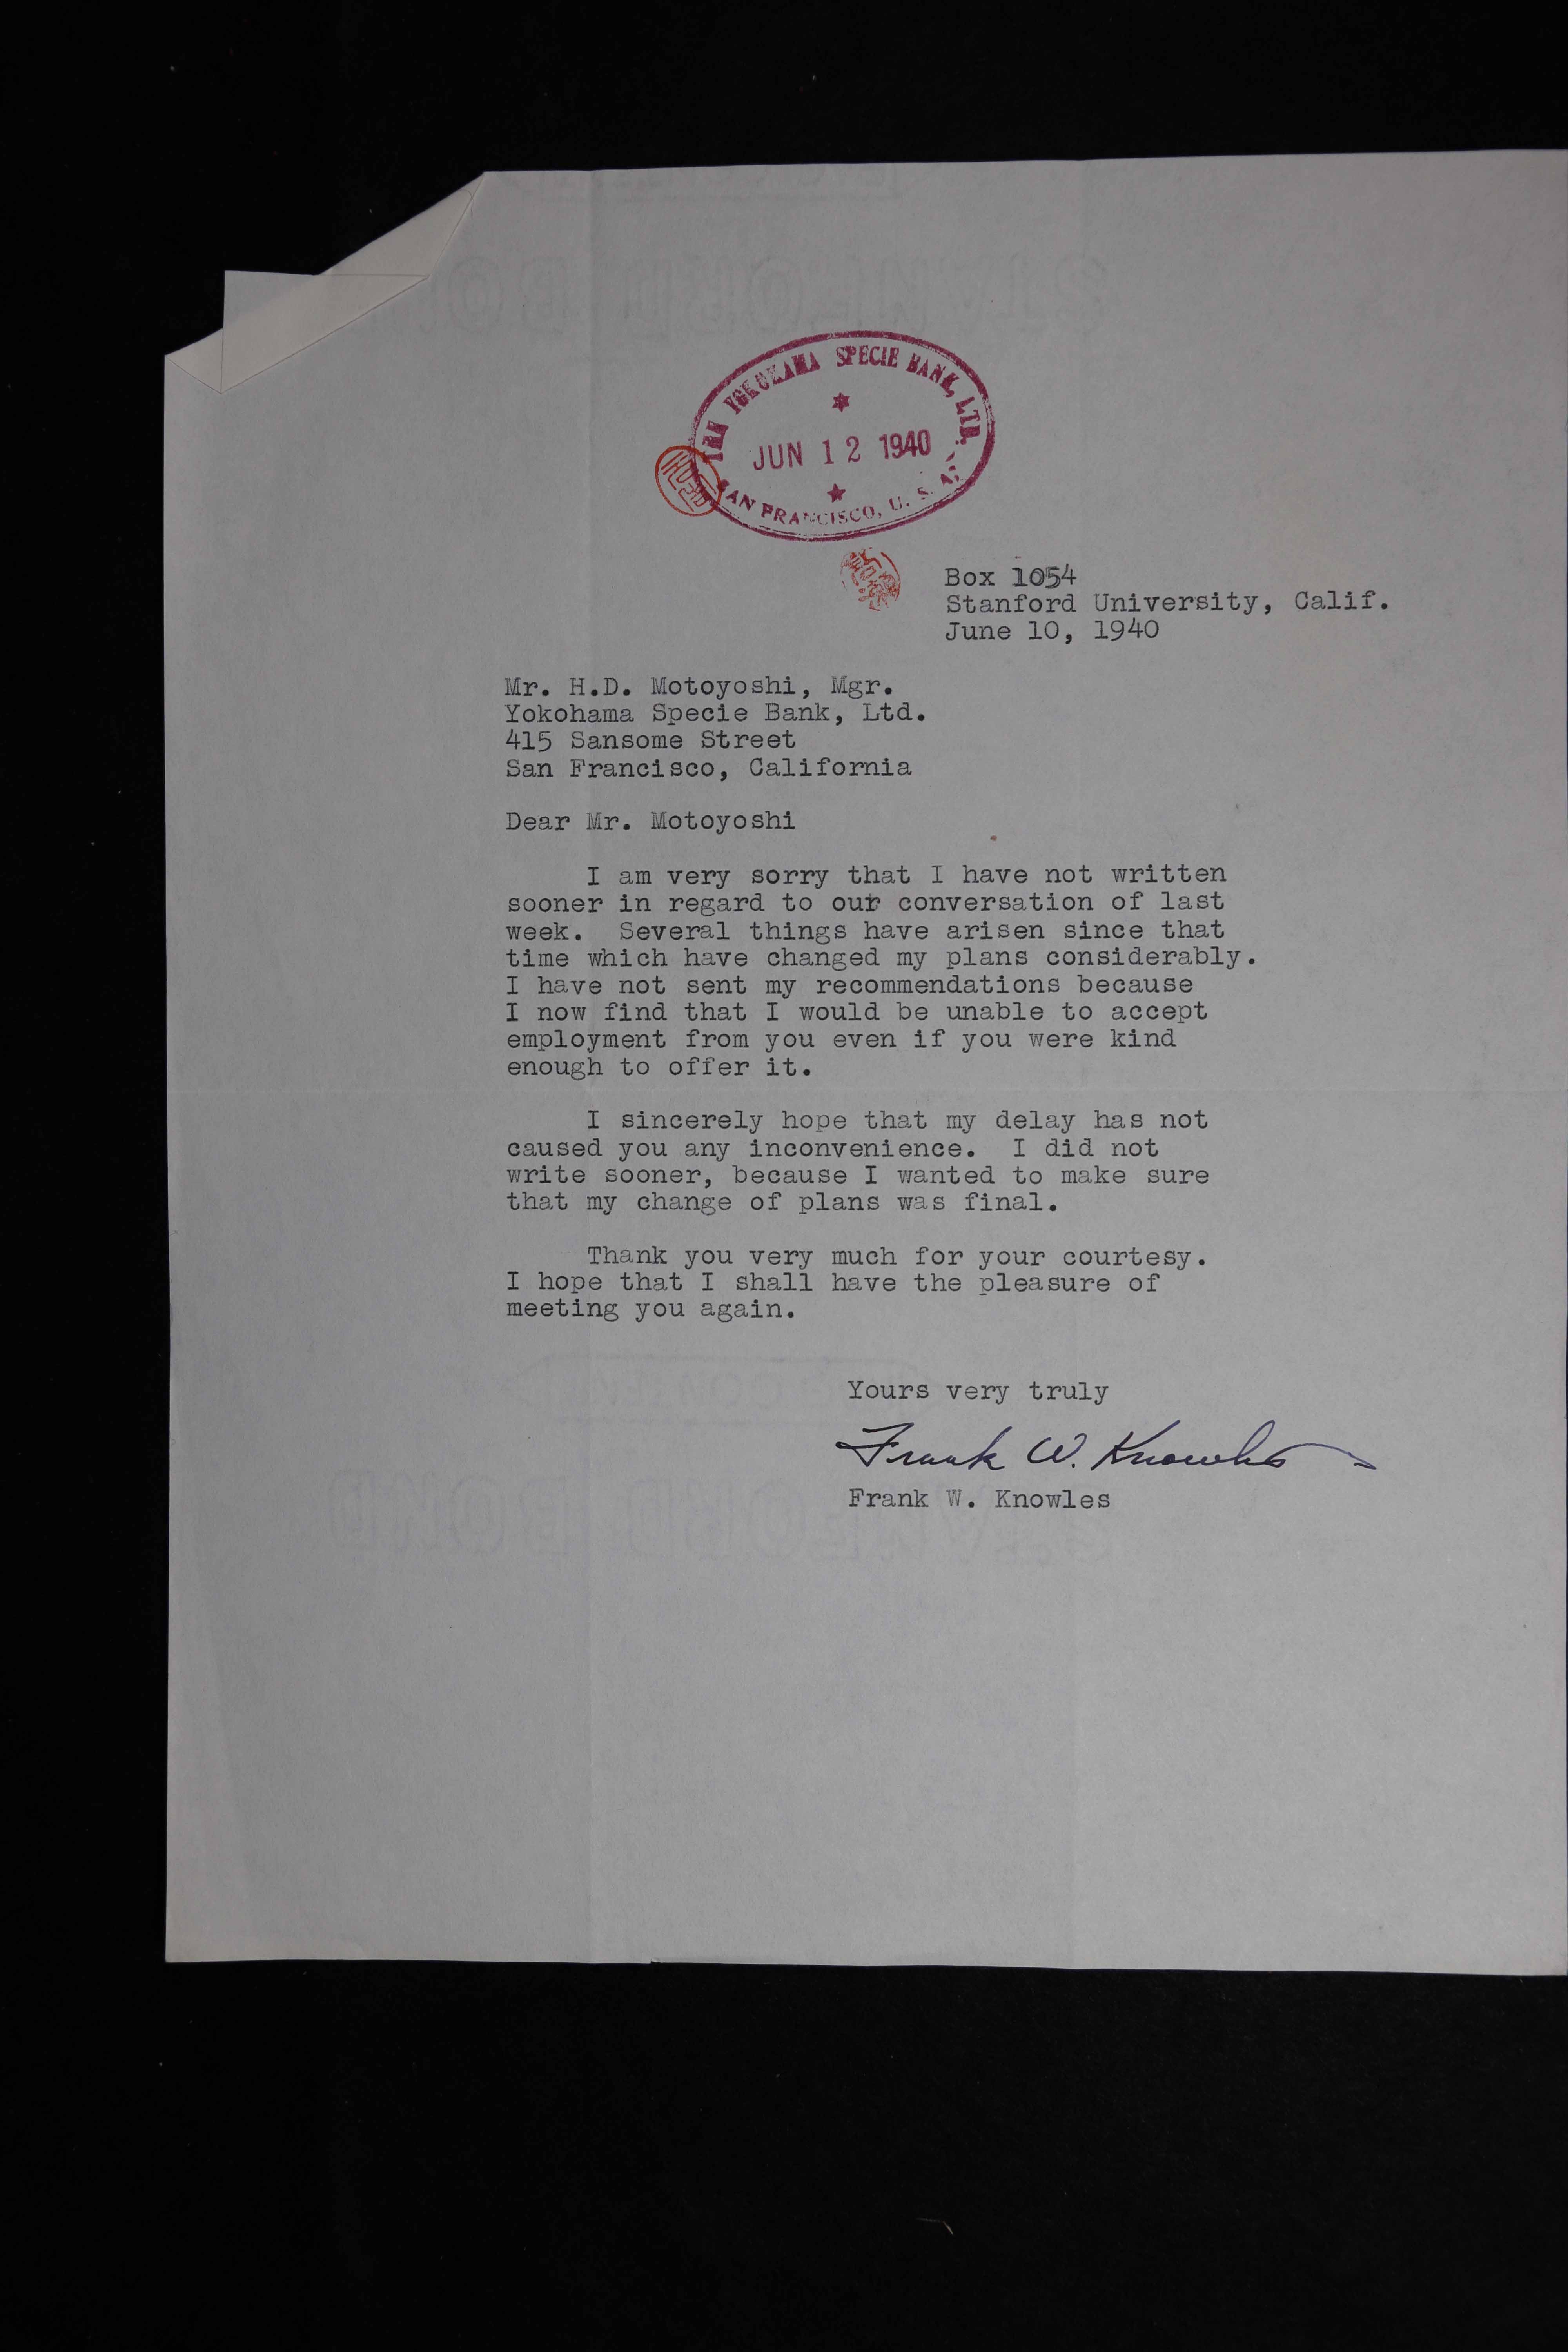 THE YOKOHAMA SPECIE BANK, LTD.
JUN 12 1940
SAN FRANCISCO, U. S. A.
Box 1054
Stanford University, Calif.
June 10, 1940
Mr. H.D. Motoyoshi, Mgr.
Yokohama Specie Bank, Ltd.
415 Sansome Street
San Francisco, California
Dear Mr. Motoyoshi
I am very sorry that I have not written
sooner in regard to our conversation of last
week. Several things have arisen since that
time which have changed my plans considerably.
I have not sent my recommendations because
I now find that I would be unable to accept
employment from you even if you were kind
enough to offer it.
I sincerely hope that my delay has not
caused you any inconvenience. I did not
write sooner, because I wanted to make sure
that my change of plans was final.
Thank you very much for your courtesy.
I hope that I shall have the pleasure of
meeting you again.
Yours very truly
Frank W. Knowles
Frank W. Knowles